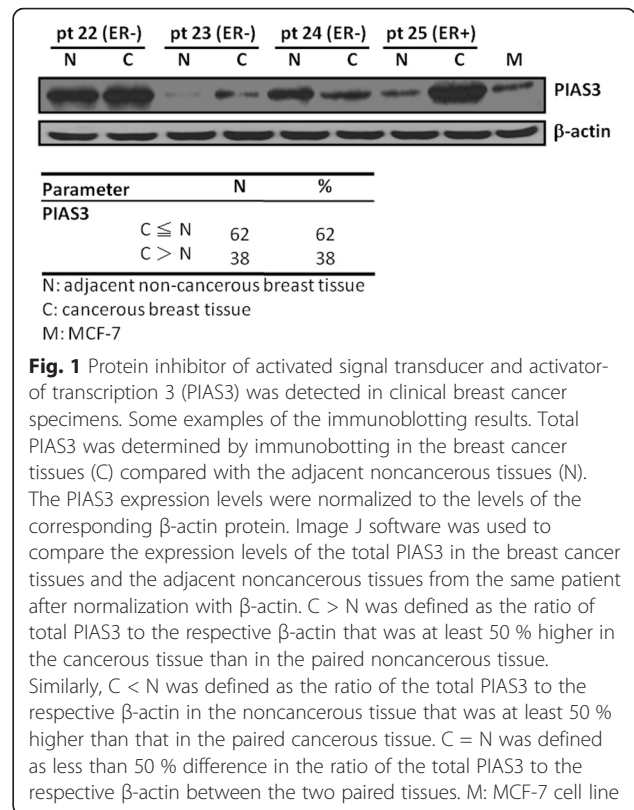 pt 22 (ER-) pt 23 (ER-) pt 24 (ER-) pt 25 (ER+)
N C N C N C N C M
PIAS3
β-actin
Parameter N %
PIAS3
C ≦ N 62 62
C > N 38 38
N: adjacent non-cancerous breast tissue
C: cancerous breast tissue
M: MCF-7
Fig. 1 Protein inhibitor of activated signal transducer and activator-
of transcription 3 (PIAS3) was detected in clinical breast cancer
specimens. Some examples of the immunoblotting results. Total
PIAS3 was determined by immunobotting in the breast cancer
tissues (C) compared with the adjacent noncancerous tissues (N).
The PIAS3 expression levels were normalized to the levels of the
corresponding β-actin protein. Image J software was used to
compare the expression levels of the total PIAS3 in the breast cancer
tissues and the adjacent noncancerous tissues from the same patient
after normalization with β-actin. C > N was defined as the ratio of
total PIAS3 to the respective β-actin that was at least 50 % higher in
the cancerous tissue than in the paired noncancerous tissue.
Similarly, C < N was defined as the ratio of the total PIAS3 to the
respective β-actin in the noncancerous tissue that was at least 50 %
higher than that in the paired cancerous tissue. C = N was defined
as less than 50 % difference in the ratio of the total PIAS3 to the
respective β-actin between the two paired tissues. M: MCF-7 cell line